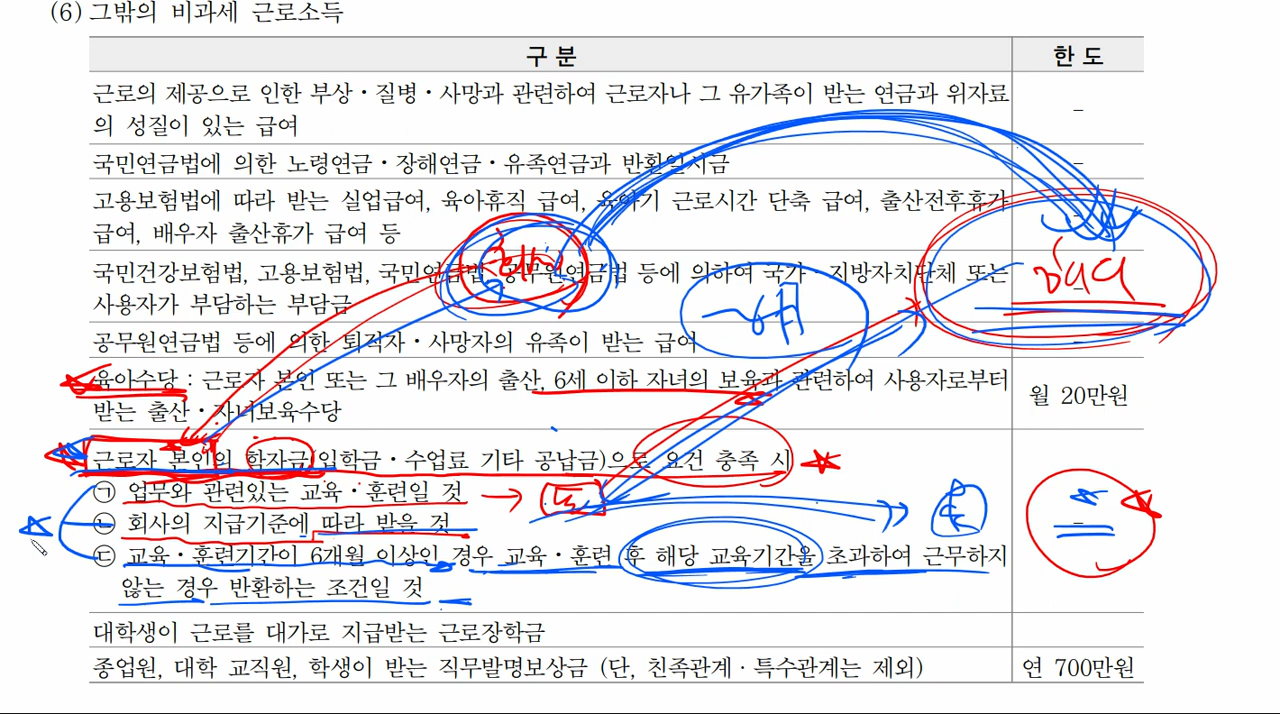 (6) 그밖의 비과세 근로소득
구 분 한 도
근로의 제공으로 인한 부상·질병·사망과 관련하여 근로자나 그 유가족이 받는 연금과 위자료
의 성질이 있는 급여 –
국민연금법에 의한 노령연금·장해연금·유족연금과 반환일시금 –
고용보험법에 따라 받는 실업급여, 육아휴직 급여, 육아기 근로시간 단축 급여, 출산전후휴가
급여, 배우자 출산휴가 급여 등 –
국민건강보험법, 고용보험법, 국민연금법, 공무원연금법 등에 의하여 국가·지방자치단체 또는
사용자가 부담하는 부담금 –
공무원연금법 등에 의한 퇴직자·사망자의 유족이 받는 급여 –
육아수당 : 근로자 본인 또는 그 배우자의 출산, 6세 이하 자녀의 보육과 관련하여 사용자로부터
받는 출산·자녀보육수당 월 20만원
근로자 본인의 학자금(입학금·수업료 기타 공납금)으로 요건 충족 시
㉠ 업무와 관련있는 교육·훈련일 것
㉡ 회사의 지급기준에 따라 받을 것 –
㉢ 교육·훈련기간이 6개월 이상인 경우 교육·훈련 후 해당 교육기간을 초과하여 근무하지
않는 경우 반환하는 조건일 것
대학생이 근로를 대가로 지급받는 근로장학금
종업원, 대학 교직원, 학생이 받는 직무발명보상금 (단, 친족관계·특수관계는 제외) 연 700만원